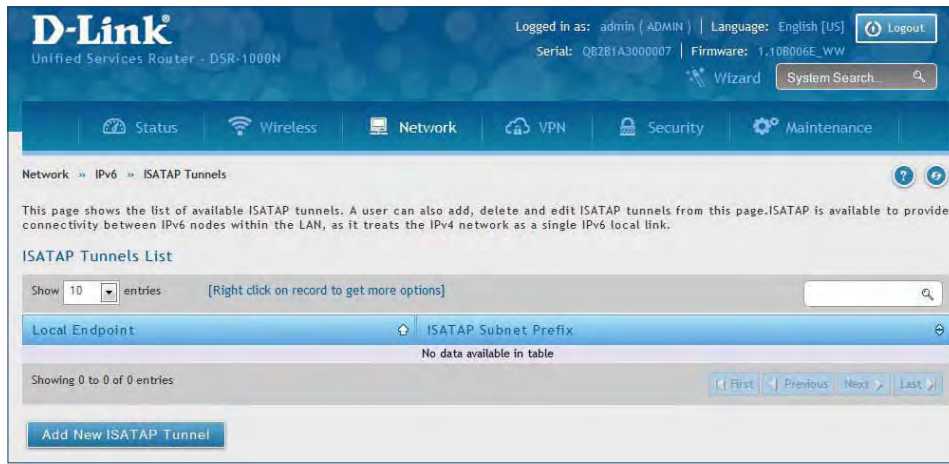 D-Link
Unified Services Router - DSR-1000N
Logged in as: admin ( ADMIN ) | Language: English [US]
Logout
Serial: QB2B1A3000007 | Firmware: 1.10B006E_WW
Wizard
System Search...
Status
Wireless
Network
VPN
Security
Maintenance
Network » IPv6 » ISATAP Tunnels
This page shows the list of available ISATAP tunnels. A user can also add, delete and edit ISATAP tunnels from this page.ISATAP is available to provide
connectivity between IPv6 nodes within the LAN, as it treats the IPv4 network as a single IPv6 local link.
ISATAP Tunnels List
Show 10 entries
[Right click on record to get more options]
Local Endpoint
ISATAP Subnet Prefix
No data available in table
Showing 0 to 0 of 0 entries
First
Previous
Next
Last
Add New ISATAP Tunnel